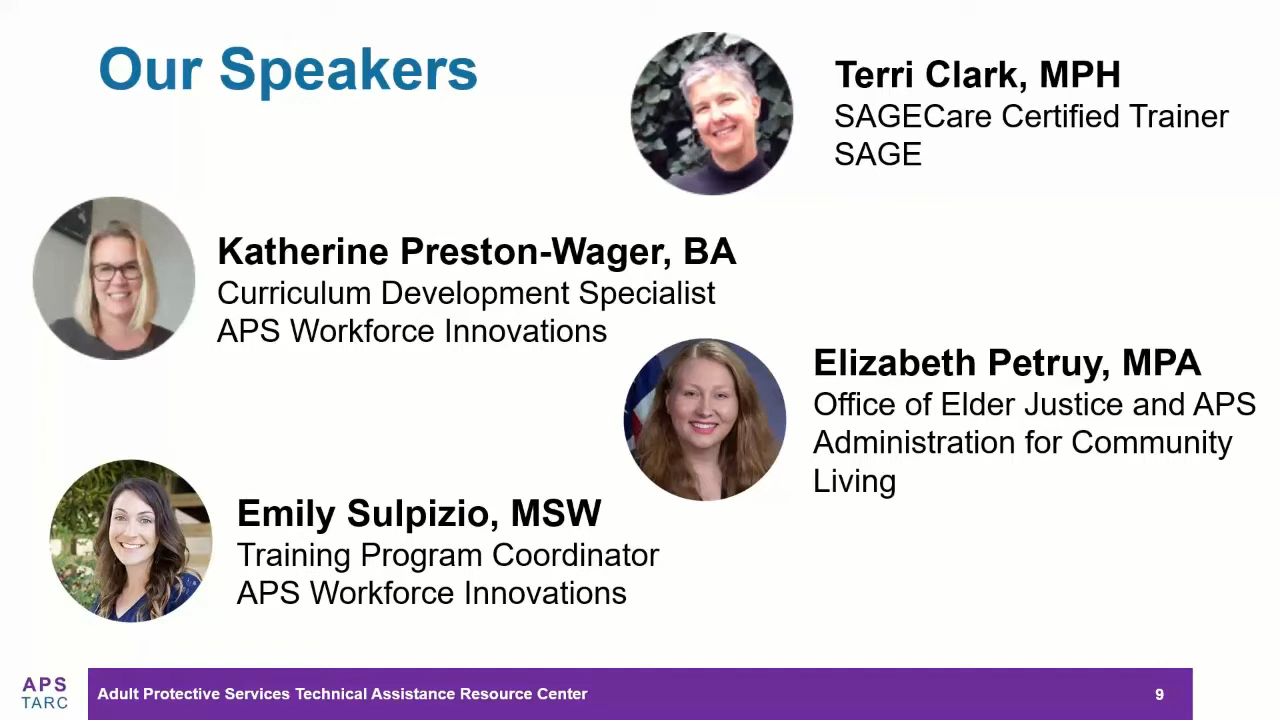 Our Speakers
Terri Clark, MPH
SAGECare Certified Trainer
SAGE
Katherine Preston-Wager, BA
Curriculum Development Specialist
APS Workforce Innovations
Elizabeth Petruy, MPA
Office of Elder Justice and APS
Administration for Community
Living
Emily Sulpizio, MSW
Training Program Coordinator
APS Workforce Innovations
APS
TARC
Adult Protective Services Technical Assistance Resource Center
9